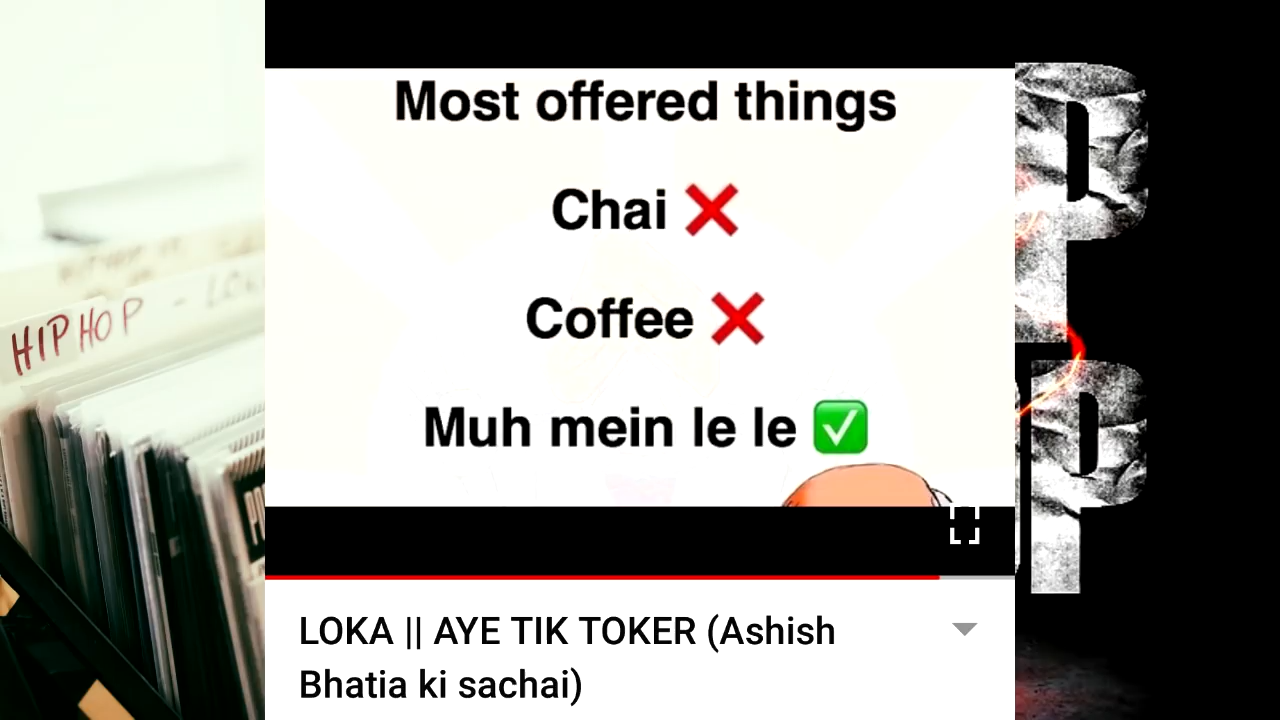 Most offered things
Chai ❌
Coffee ❌
Muh mein le le ✅
HIPHOP -
P
P
LOKA || AYE TIK TOKER (Ashish
Bhatia ki sachai)